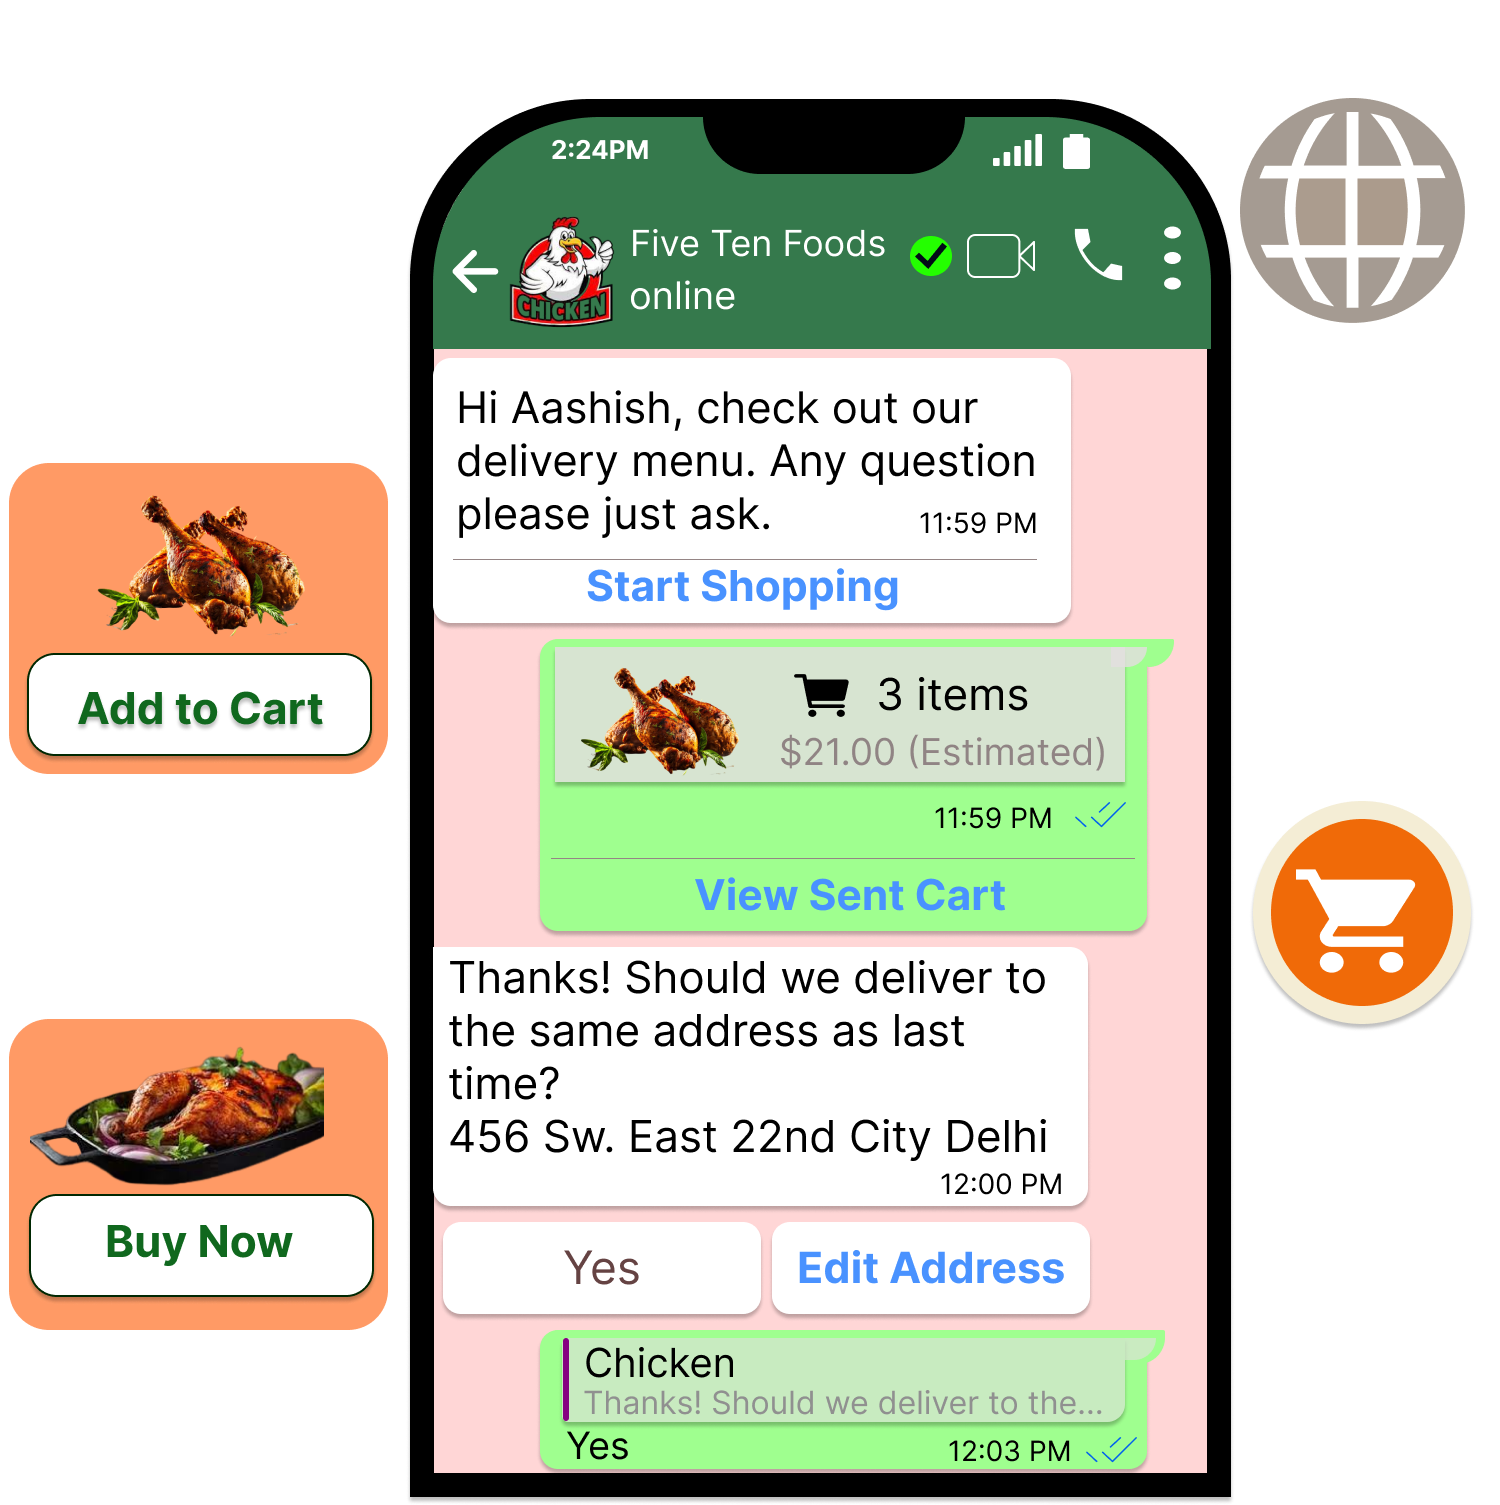 2:24PM
Five Ten Foods
online
CHICKEN
Hi Aashish, check out our
delivery menu. Any question
please just ask.
11:59 PM
Start Shopping
Add to Cart
3 items
$21.00 (Estimated)
11:59 PM
View Sent Cart
Thanks! Should we deliver to
the same address as last
time?
456 Sw. East 22nd City Delhi
12:00 PM
Buy Now
Yes
Edit Address
Chicken
Thanks! Should we deliver to the...
Yes
12:03 PM